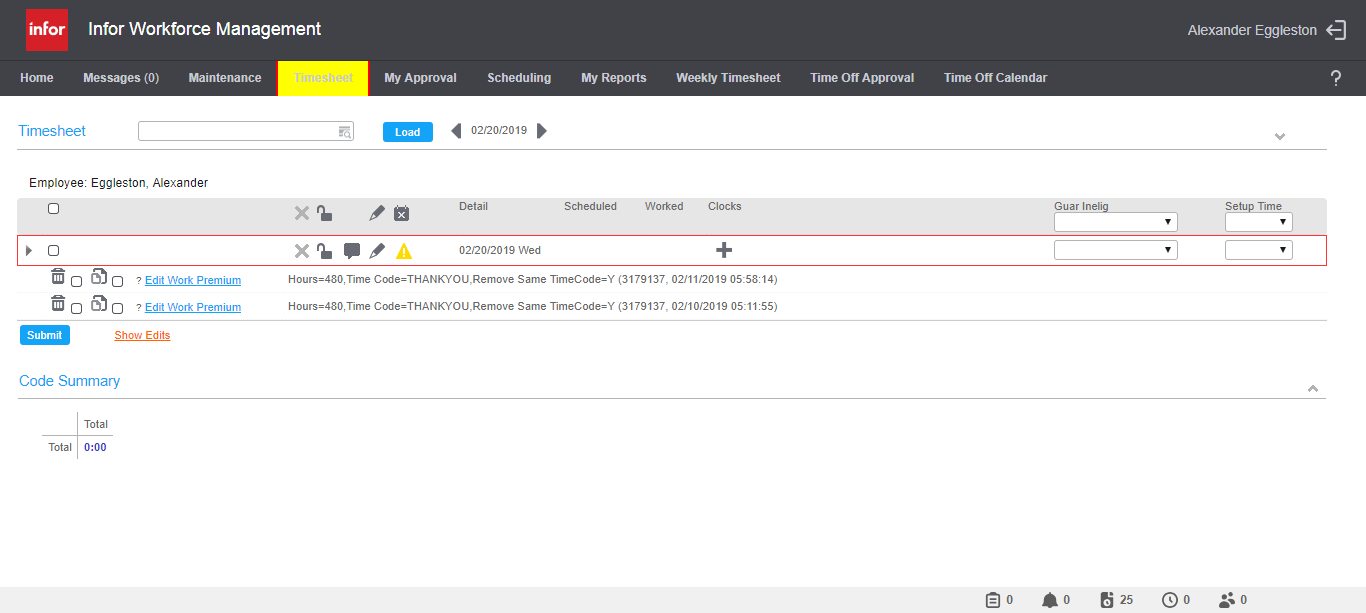 infor Infor Workforce Management Alexander Eggleston
Home Messages (0) Maintenance Timesheet My Approval Scheduling My Reports Weekly Timesheet Time Off Approval Time Off Calendar ?
Timesheet Load 02/20/2019
Employee: Eggleston, Alexander
Detail Scheduled Worked Clocks Guar Inelig Setup Time
02/20/2019 Wed
? Edit Work Premium Hours=480,Time Code=THANKYOU,Remove Same TimeCode=Y (3179137, 02/11/2019 05:58:14)
? Edit Work Premium Hours=480,Time Code=THANKYOU,Remove Same TimeCode=Y (3179137, 02/10/2019 05:11:55)
Submit Show Edits
Code Summary
Total
Total 0:00
0 0 25 0 0